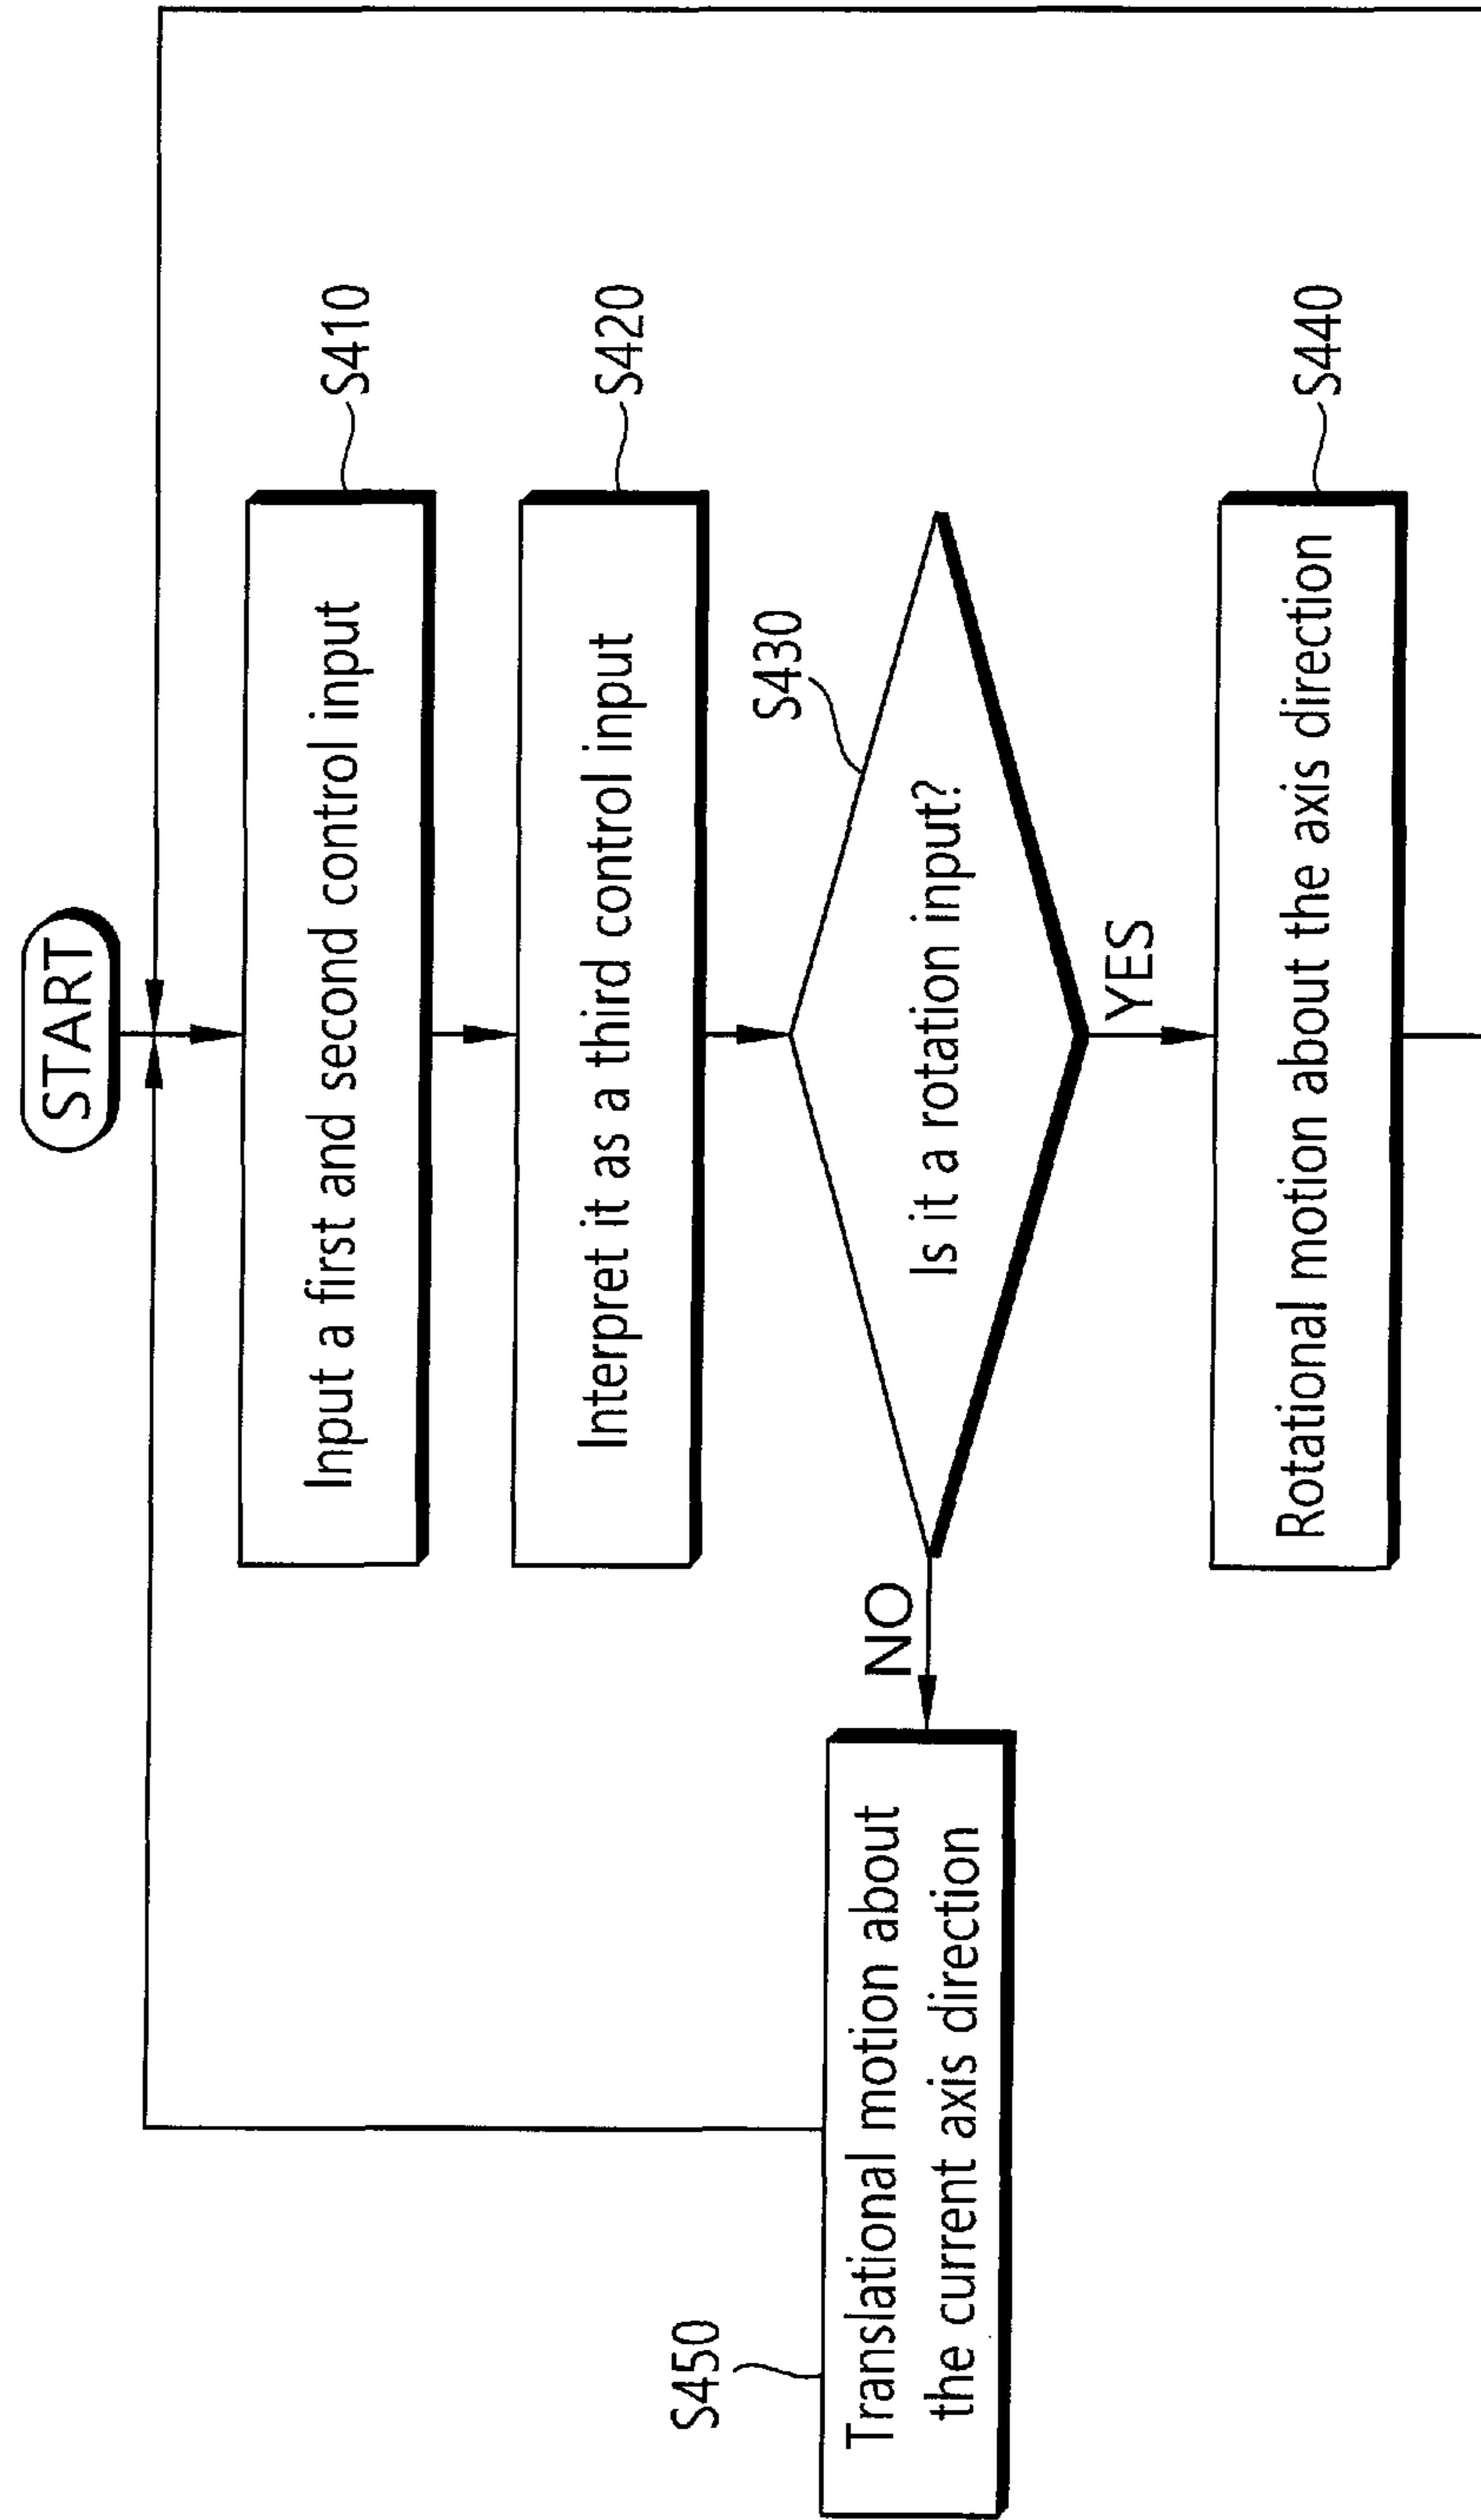 START
Input a first and second control input
S410
Interpret it as a third control input
S420
S430
Is it a rotation input?
NO
YES
S450
Translational motion about
the current axis direction
Rotational motion about the axis direction
S440